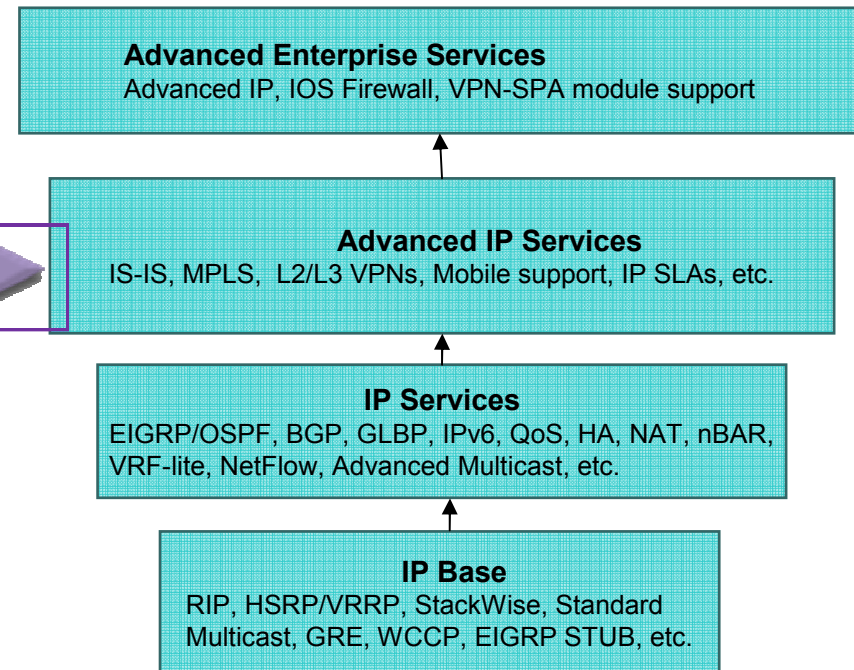 Advanced Enterprise Services
Advanced IP, IOS Firewall, VPN-SPA module support
Advanced IP Services
IS-IS, MPLS, L2/L3 VPNs, Mobile support, IP SLAs, etc.
IP Services
EIGRP/OSPF, BGP, GLBP, IPv6, QoS, HA, NAT, nBAR,
VRF-lite, NetFlow, Advanced Multicast, etc.
IP Base
RIP, HSRP/VRRP, StackWise, Standard
Multicast, GRE, WCCP, EIGRP STUB, etc.